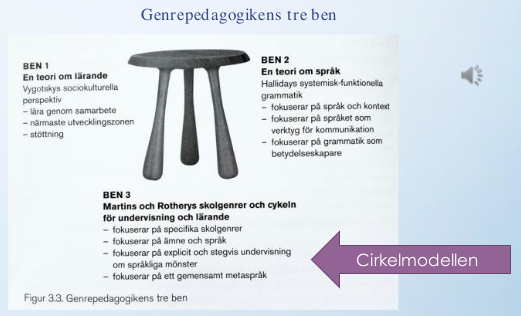 Genrepedagogikens tre ben
BEN 1
En teori om lärande
Vygotskys sociokulturella
perspektiv
– lära genom samarbete
– närmaste utvecklingszonen
– stöttning
BEN 2
En teori om språk
Hallidays systemisk-funktionella
grammatik
– fokuserar på språk och kontext
– fokuserar på språket som
verktyg för kommunikation
– fokuserar på grammatik som
betydelseskapare
BEN 3
Martins och Rotherys skolgenrer och cykeln
för undervisning och lärande
– fokuserar på specifika skolgenrer
– fokuserar på ämne och språk
– fokuserar på explicit och stegvis undervisning
om språkliga mönster
– fokuserar på ett gemensamt metaspråk
Cirkelmodellen
Figur 3.3. Genrepedagogikens tre ben